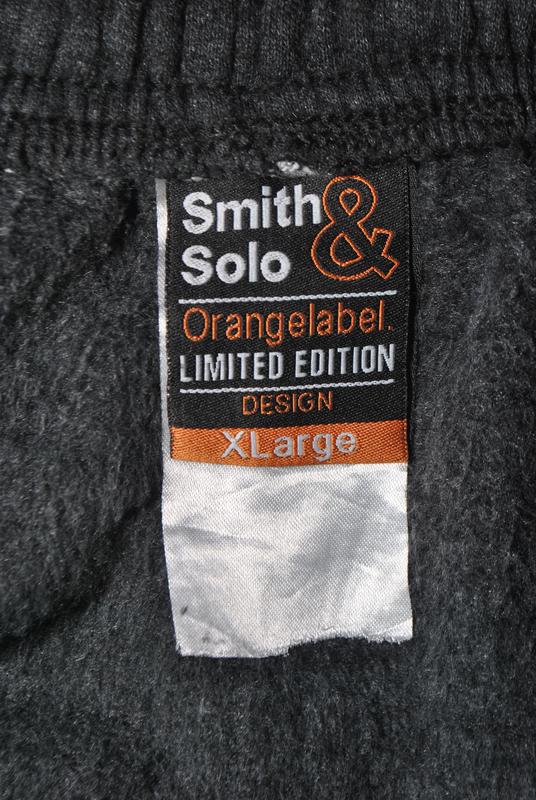 Smith &
Solo
Orangelabel.
LIMITED EDITION
DESIGN
XLarge